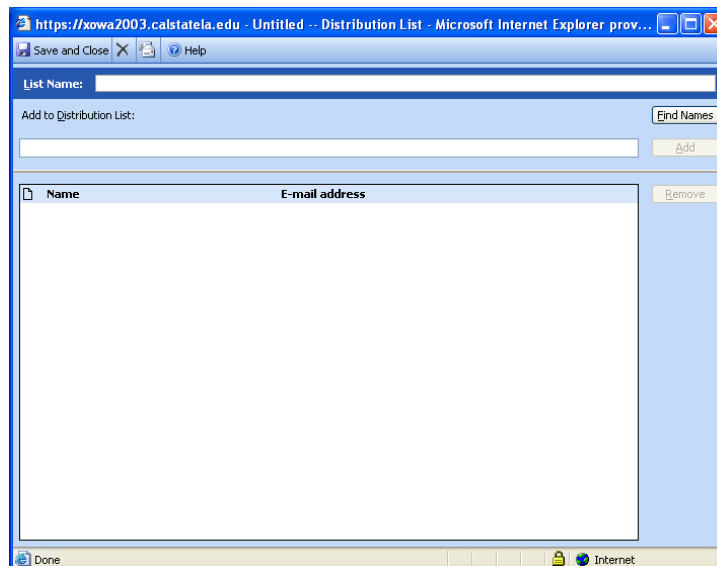 https://xowa2003.calstatela.edu - Untitled -- Distribution List - Microsoft Internet Explorer prov...
Save and Close Help
List Name:
Add to Distribution List:
Find Names
Add
Name E-mail address
Remove
Done Internet